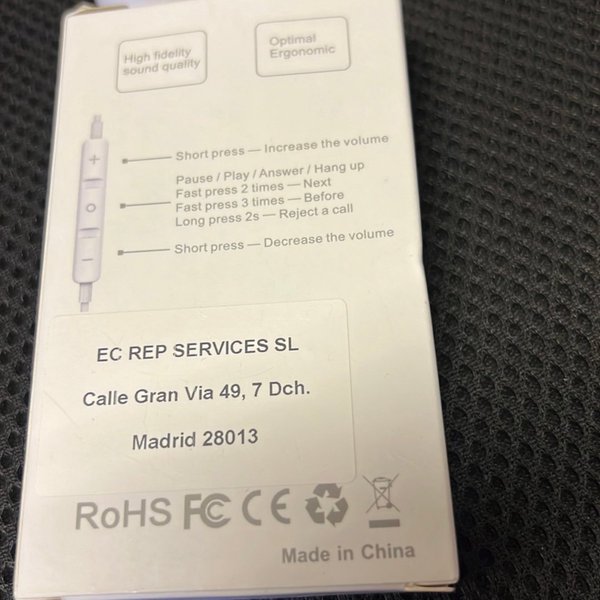 High fidelity
sound quality
Optimal
Ergonomic
Short press — Increase the volume
Pause / Play / Answer / Hang up
Fast press 2 times — Next
Fast press 3 times — Before
Long press 2s — Reject a call
Short press — Decrease the volume
EC REP SERVICES SL
Calle Gran Via 49, 7 Dch.
Madrid 28013
RoHS FC CE
Made in China